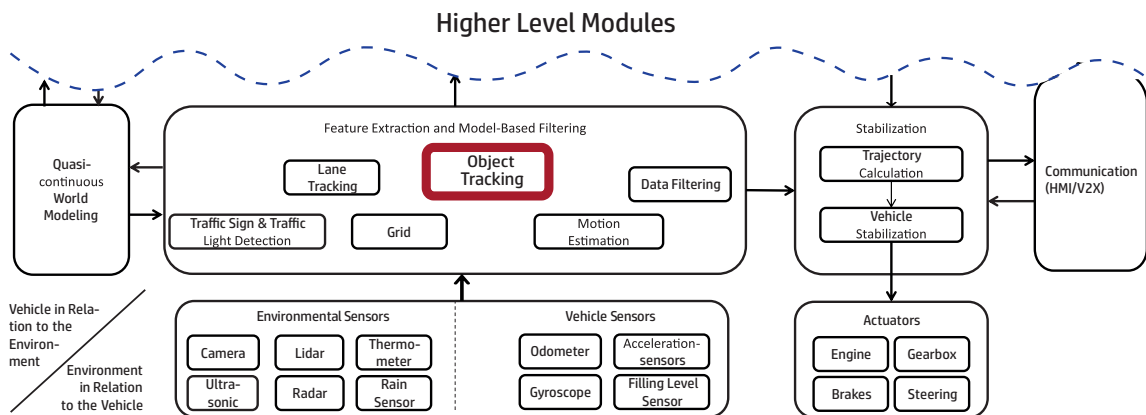 Higher Level Modules
Quasi-
continuous
World
Modeling
Feature Extraction and Model-Based Filtering
Lane
Tracking
Object
Tracking
Data Filtering
Traffic Sign & Traffic
Light Detection
Grid
Motion
Estimation
Stabilization
Trajectory
Calculation
Vehicle
Stabilization
Communication
(HMI/V2X)
Vehicle in Rela-
tion to the
Environ-
ment
Environment
in Relation
to the Vehicle
Environmental Sensors
Camera
Lidar
Thermo-
meter
Ultra-
sonic
Radar
Rain
Sensor
Vehicle Sensors
Odometer
Acceleration-
sensors
Gyroscope
Filling Level
Sensor
Actuators
Engine
Gearbox
Brakes
Steering